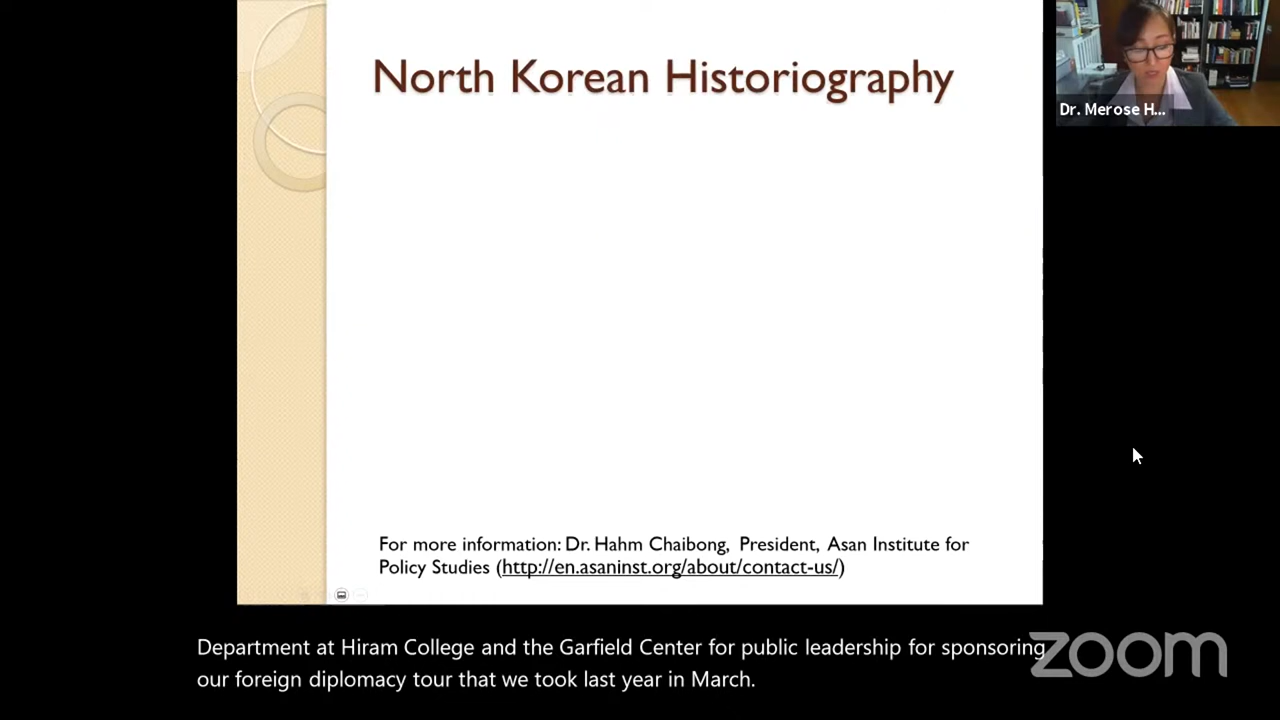 North Korean Historiography
Dr. Merose H...
For more information: Dr. Hahm Chaibong, President, Asan Institute for
Policy Studies (http://en.asaninst.org/about/contact-us/)
Department at Hiram College and the Garfield Center for public leadership for sponsoring
our foreign diplomacy tour that we took last year in March.
zoom